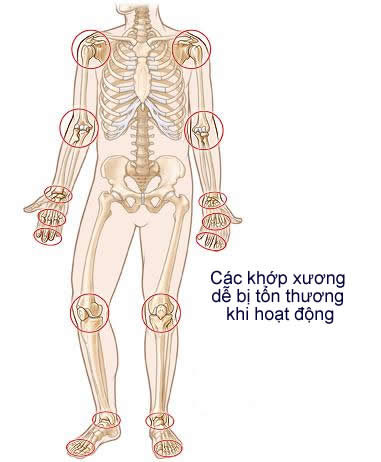 Các khớp xương
dễ bị tổn thương
khi hoạt động